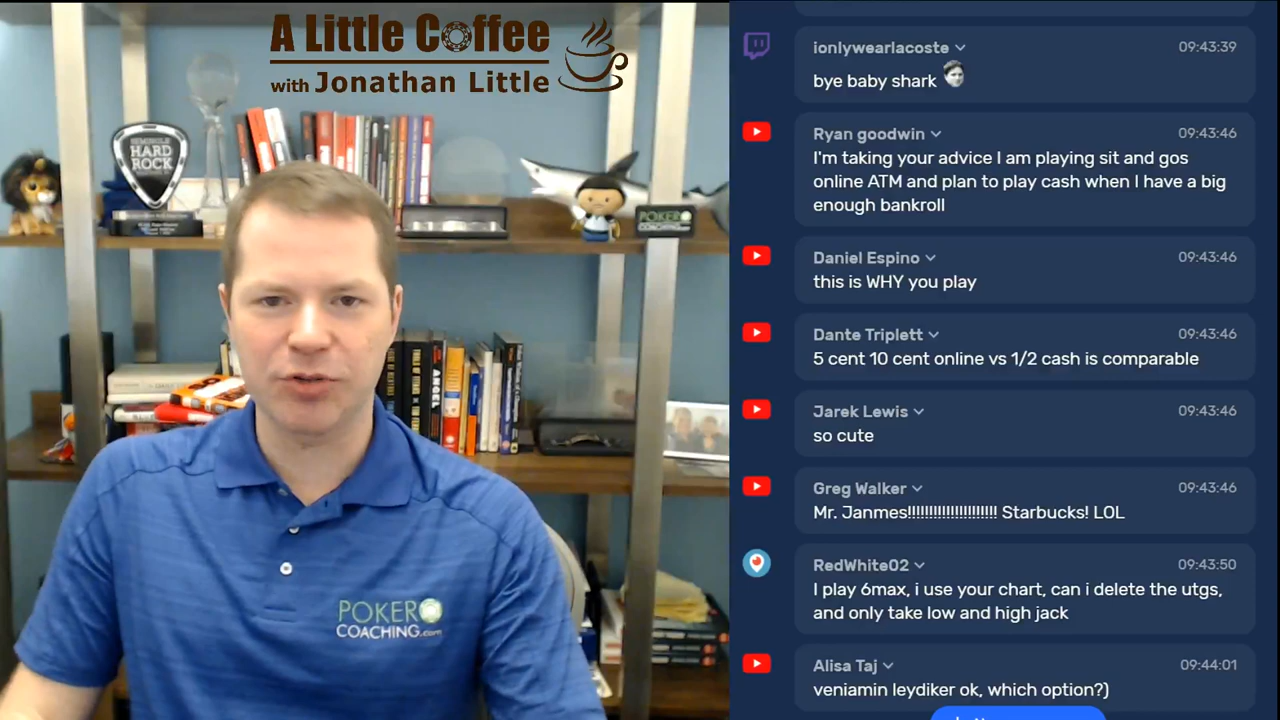 A Little Coffee
with Jonathan Little
SEMINOLE
HARD
ROCK
POKER
COACHING.com
ANGEL
POKER
COACHING.com
ionlywearlacoste
09:43:39
bye baby shark
Ryan goodwin
09:43:46
I'm taking your advice I am playing sit and gos
online ATM and plan to play cash when I have a big
enough bankroll
Daniel Espino
09:43:46
this is WHY you play
Dante Triplett
09:43:46
5 cent 10 cent online vs 1/2 cash is comparable
Jarek Lewis
09:43:46
so cute
Greg Walker
09:43:46
Mr. Janmes!!!!!!!!!!!!!!!!!!!!! Starbucks! LOL
RedWhite02
09:43:50
I play 6max, i use your chart, can i delete the utgs,
and only take low and high jack
Alisa Taj
09:44:01
veniamin leydiker ok, which option?)